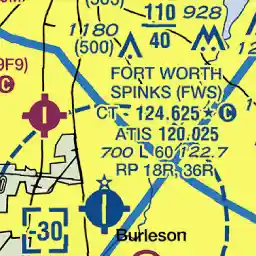 110
40
928
1180
(500)
(505)
9F9)
C
FORT WORTH
SPINKS (FWS)
CT - 124.625 C
ATIS 120.025
700 L 60 122.7
RP 18R, 36R
-30
Burleson